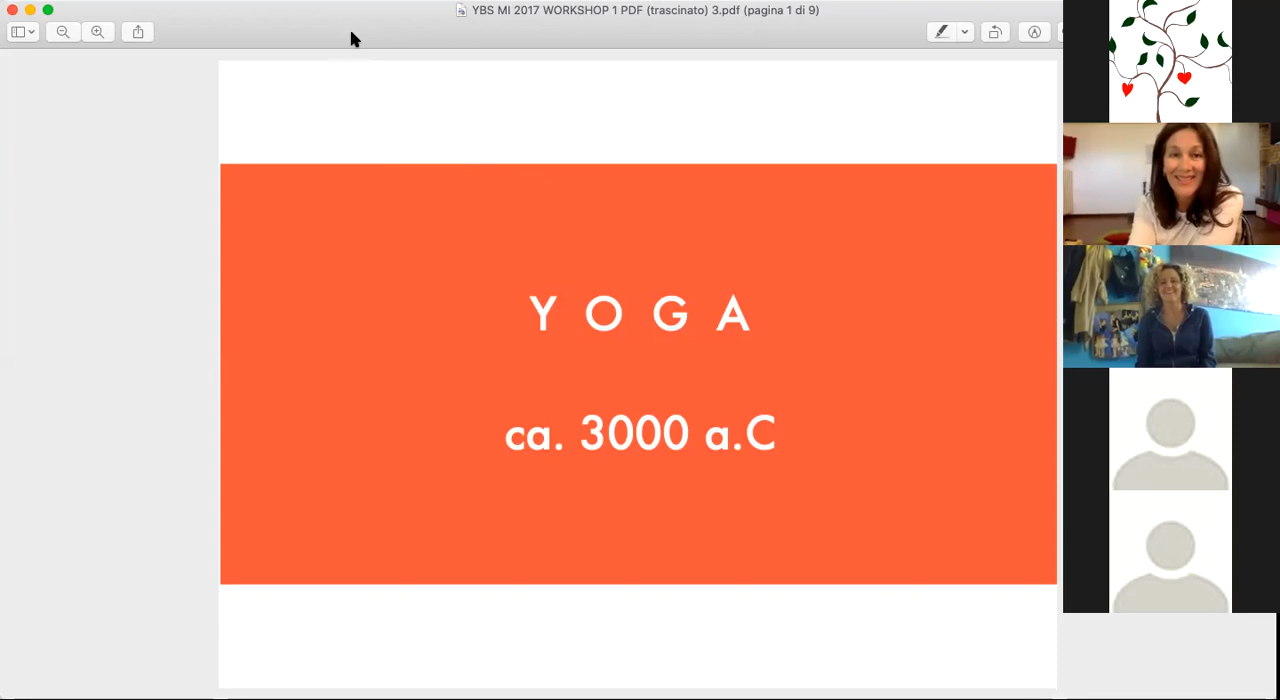 YBS MI 2017 WORKSHOP 1 PDF (trascinato) 3.pdf (pagina 1 di 9)
YOGA
ca. 3000 a.C